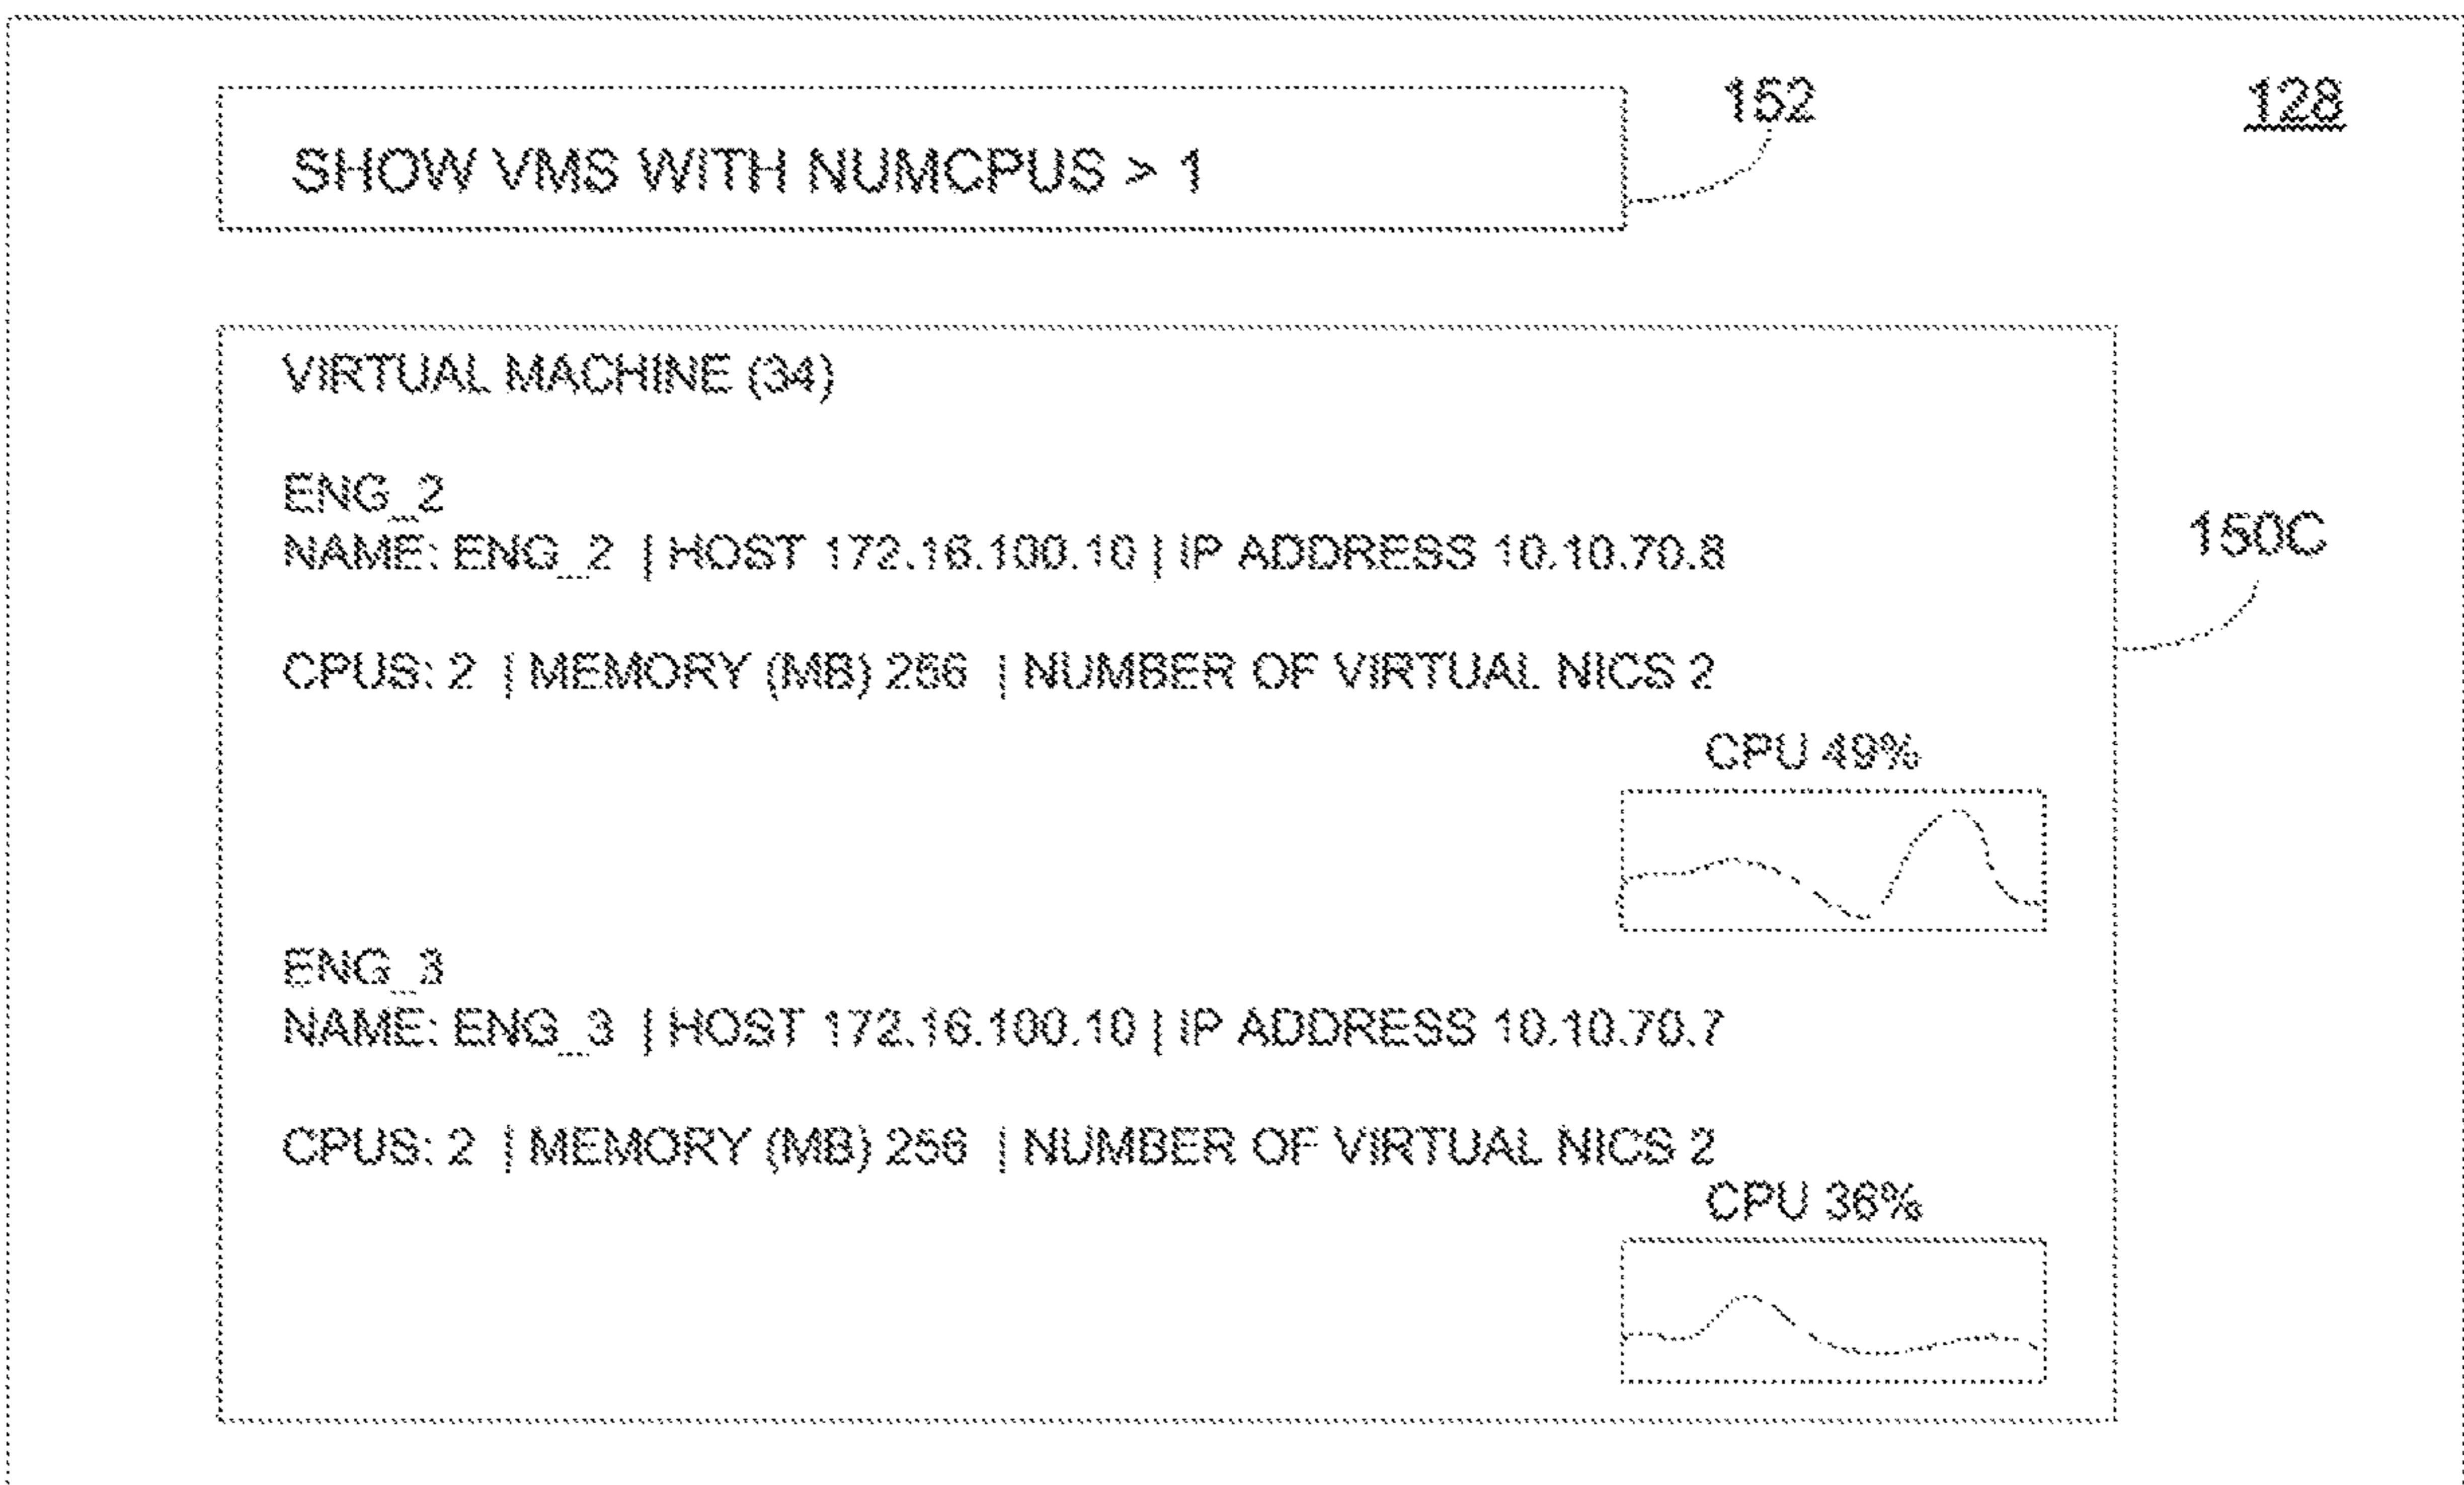 SHOW VMS WITH NUMCPUS > 1
152
128
VIRTUAL MACHINE (34)
ENG_2
NAME: ENG_2 | HOST 172.16.100.10 | IP ADDRESS 10.10.70.8
150C
CPUS: 2 | MEMORY (MB) 256 | NUMBER OF VIRTUAL NICS 2
CPU 49%
ENG_3
NAME: ENG_3 | HOST 172.16.100.10 | IP ADDRESS 10.10.70.7
CPUS: 2 | MEMORY (MB) 256 | NUMBER OF VIRTUAL NICS 2
CPU 36%